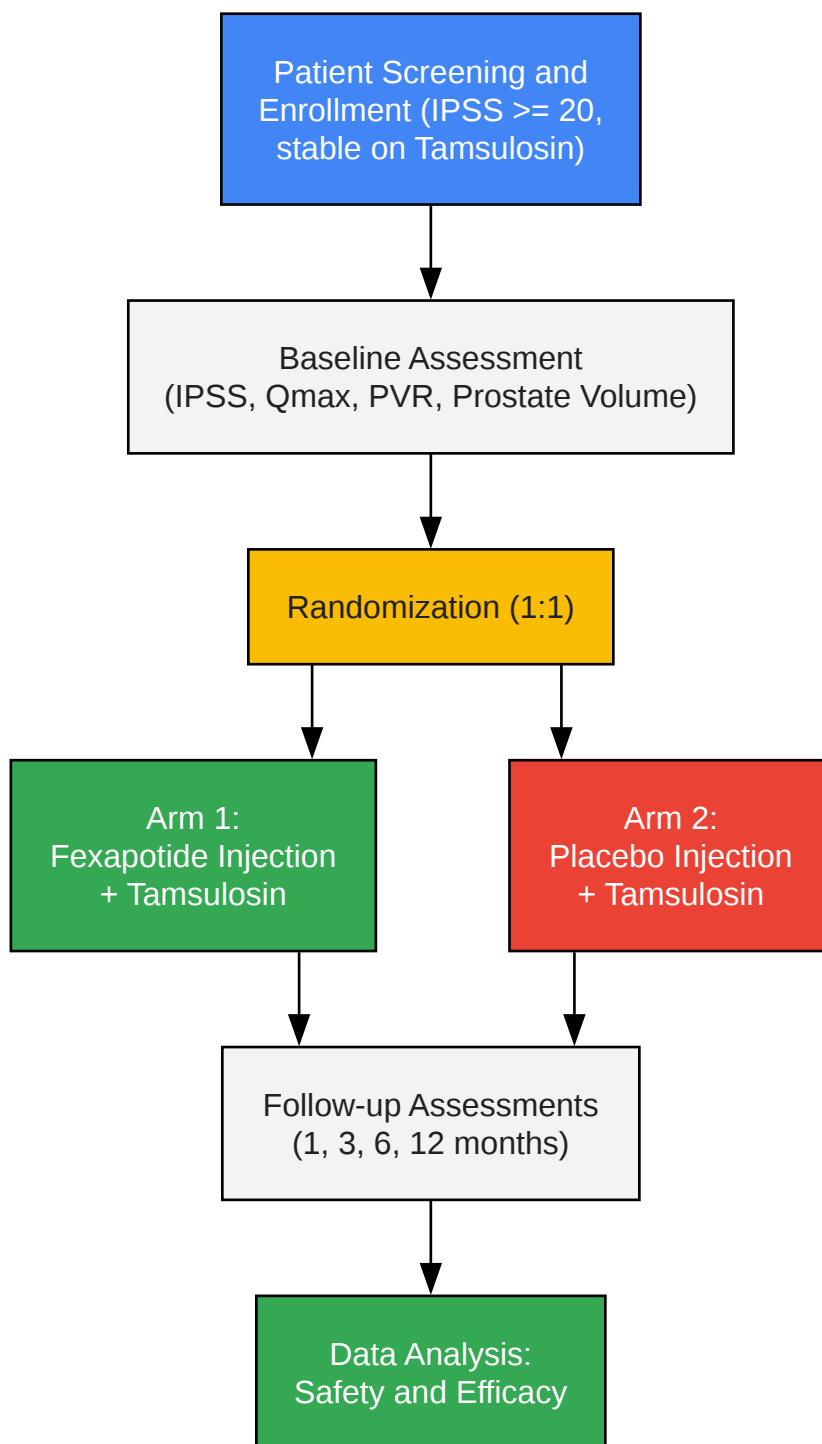 Patient Screening and
Enrollment (IPSS >= 20,
stable on Tamsulosin)
Baseline Assessment
(IPSS, Qmax, PVR, Prostate Volume)
Randomization (1:1)
Arm 1:
Fexapotide Injection
+ Tamsulosin
Arm 2:
Placebo Injection
+ Tamsulosin
Follow-up Assessments
(1, 3, 6, 12 months)
Data Analysis:
Safety and Efficacy